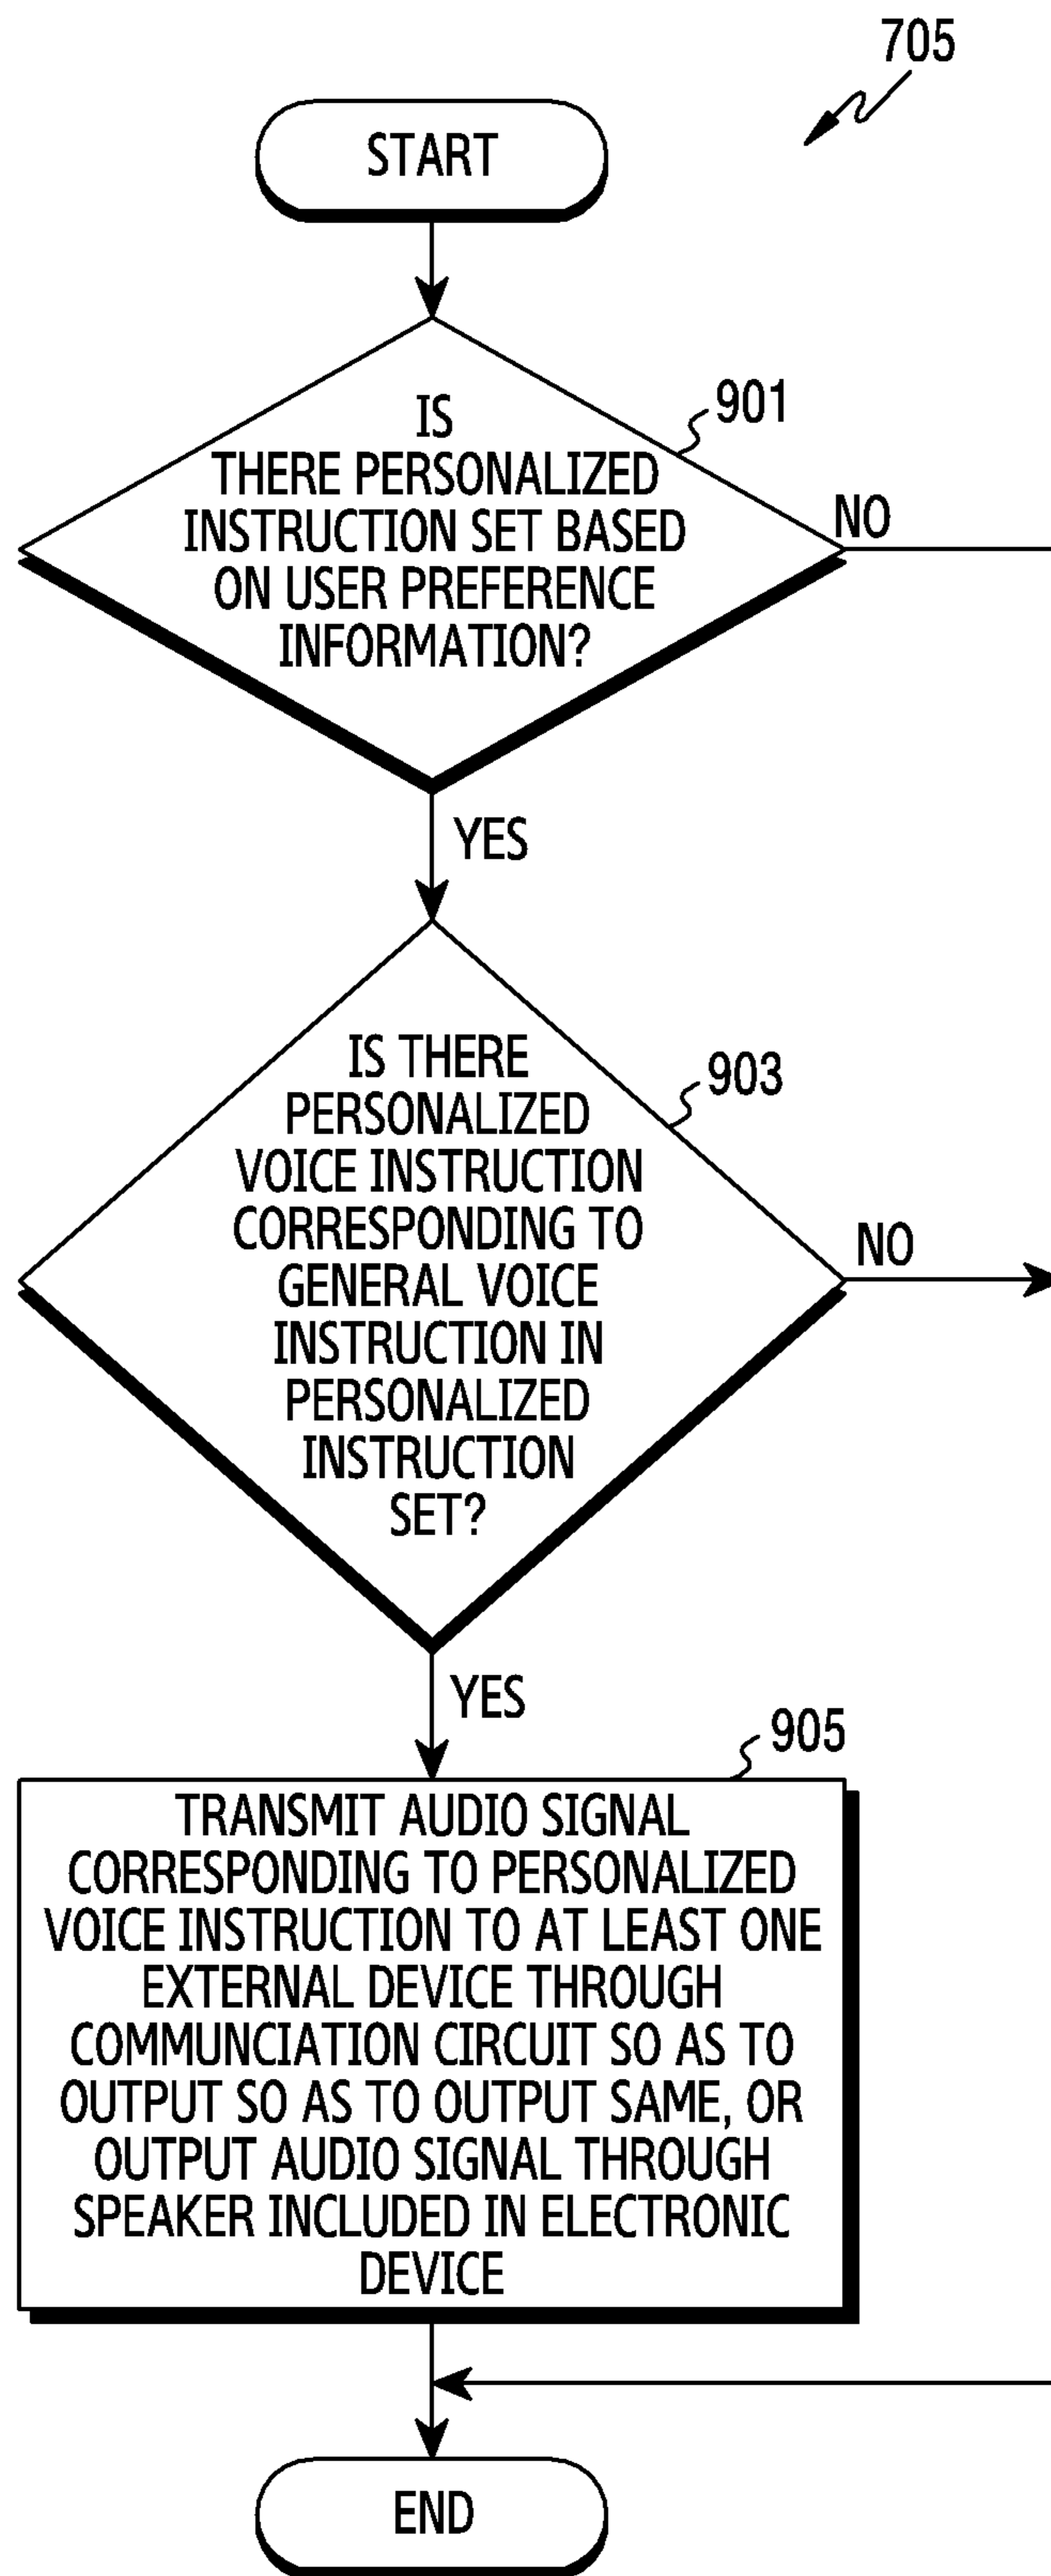 705
START
901
IS
THERE PERSONALIZED
INSTRUCTION SET BASED
ON USER PREFERENCE
INFORMATION?
NO
YES
903
IS THERE
PERSONALIZED
VOICE INSTRUCTION
CORRESPONDING TO
GENERAL VOICE
INSTRUCTION IN
PERSONALIZED
INSTRUCTION
SET?
NO
YES
905
TRANSMIT AUDIO SIGNAL
CORRESPONDING TO PERSONALIZED
VOICE INSTRUCTION TO AT LEAST ONE
EXTERNAL DEVICE THROUGH
COMMUNCIATION CIRCUIT SO AS TO
OUTPUT SO AS TO OUTPUT SAME, OR
OUTPUT AUDIO SIGNAL THROUGH
SPEAKER INCLUDED IN ELECTRONIC
DEVICE
END